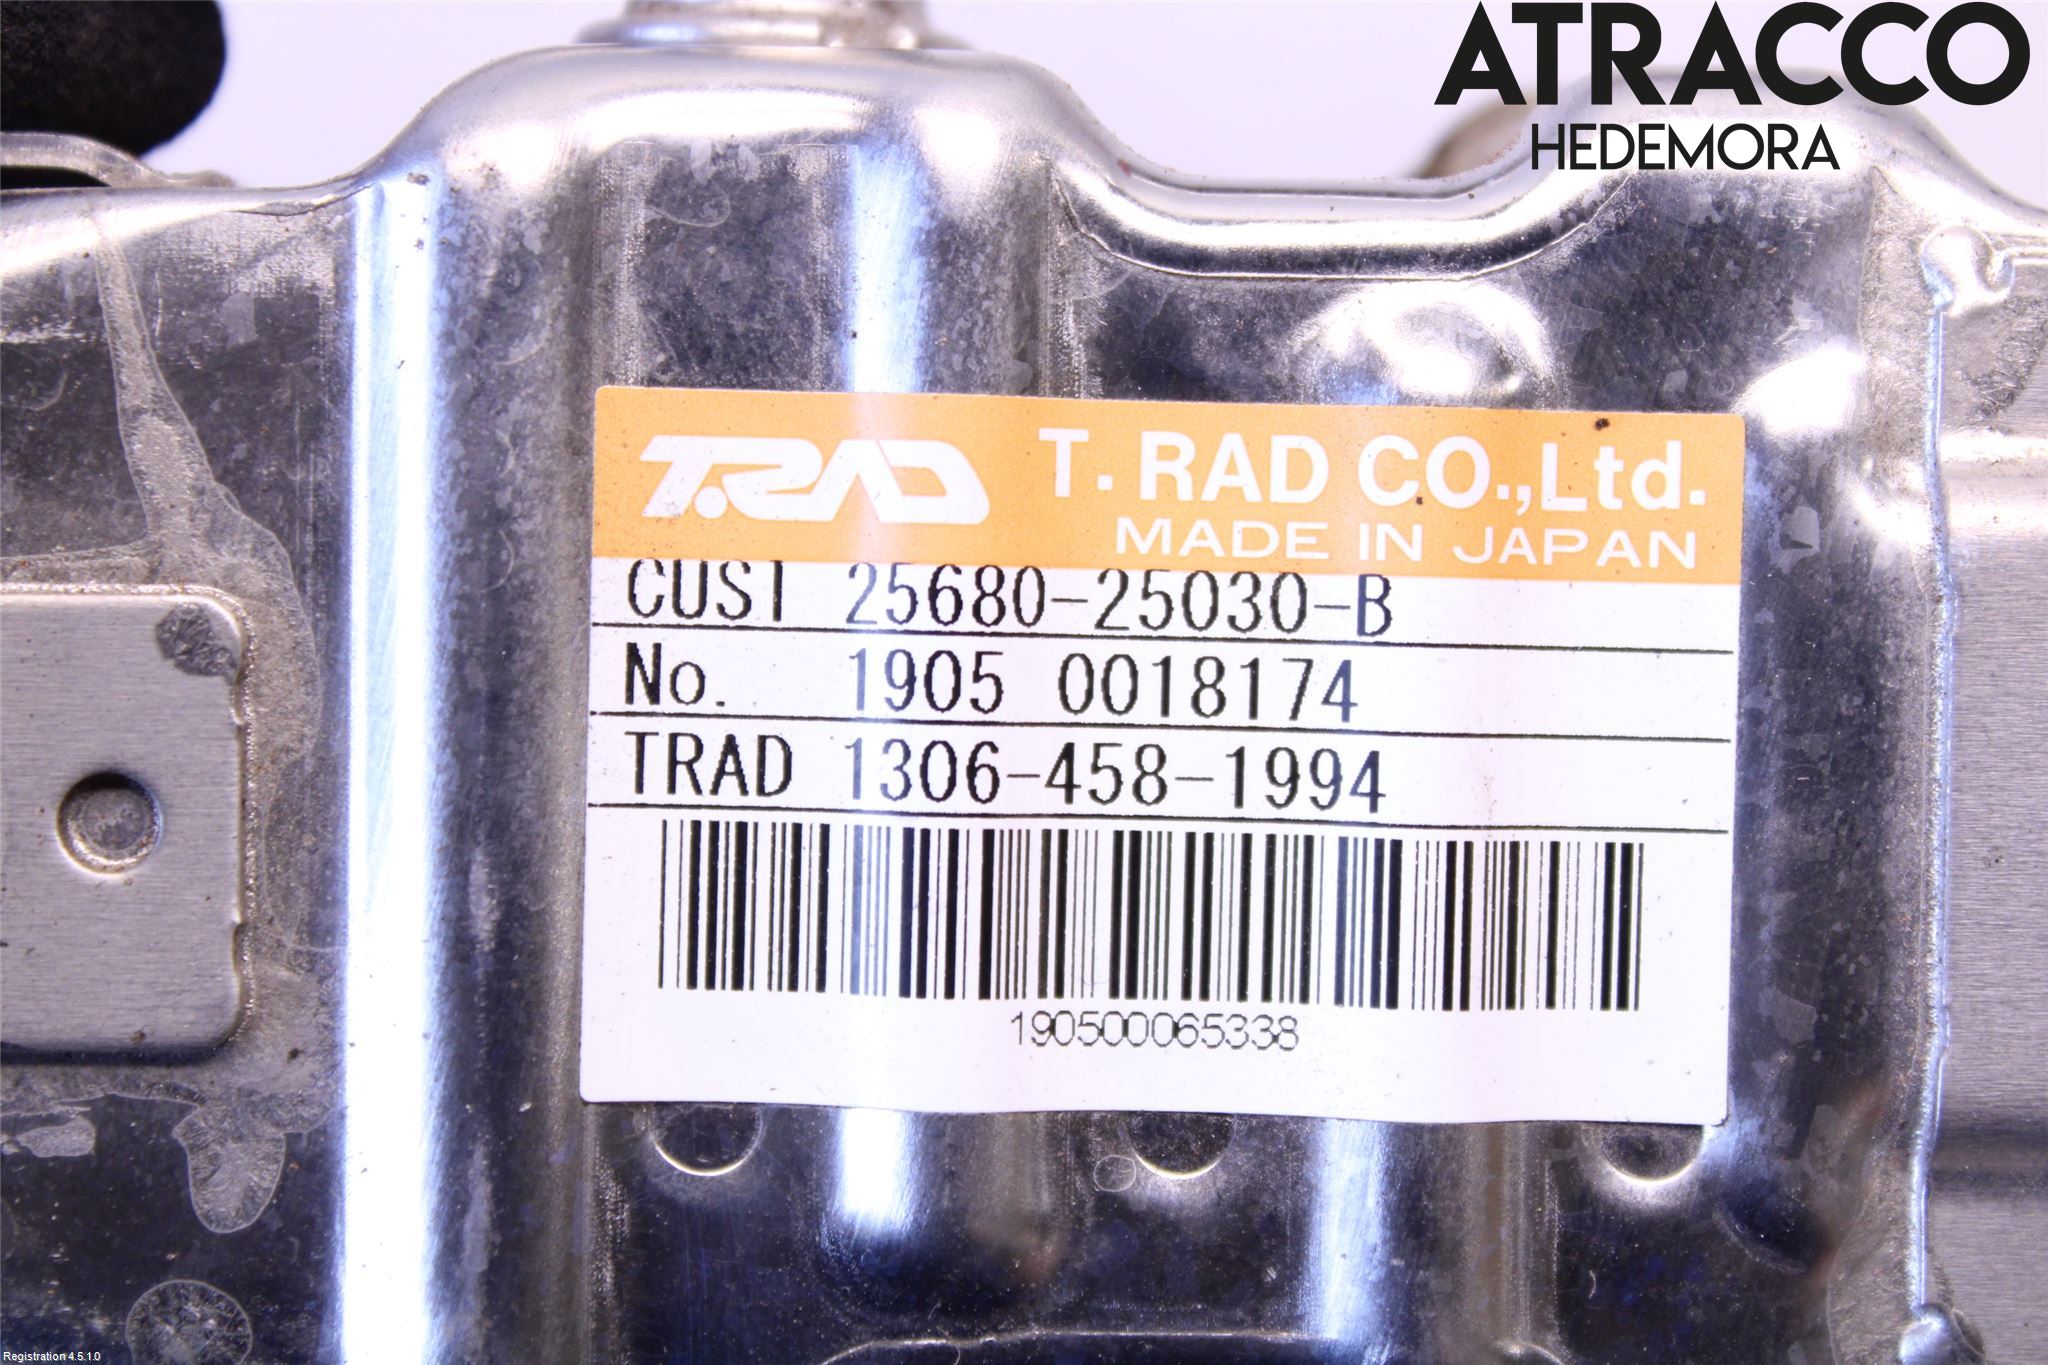 ATRACCO
HEDEMORA
T.RAD T. RAD CO.,Ltd.
MADE IN JAPAN
CUST 25680-25030-B
No. 1905 0018174
TRAD 1306-458-1994
190500065338
Registration 4.5.1.0